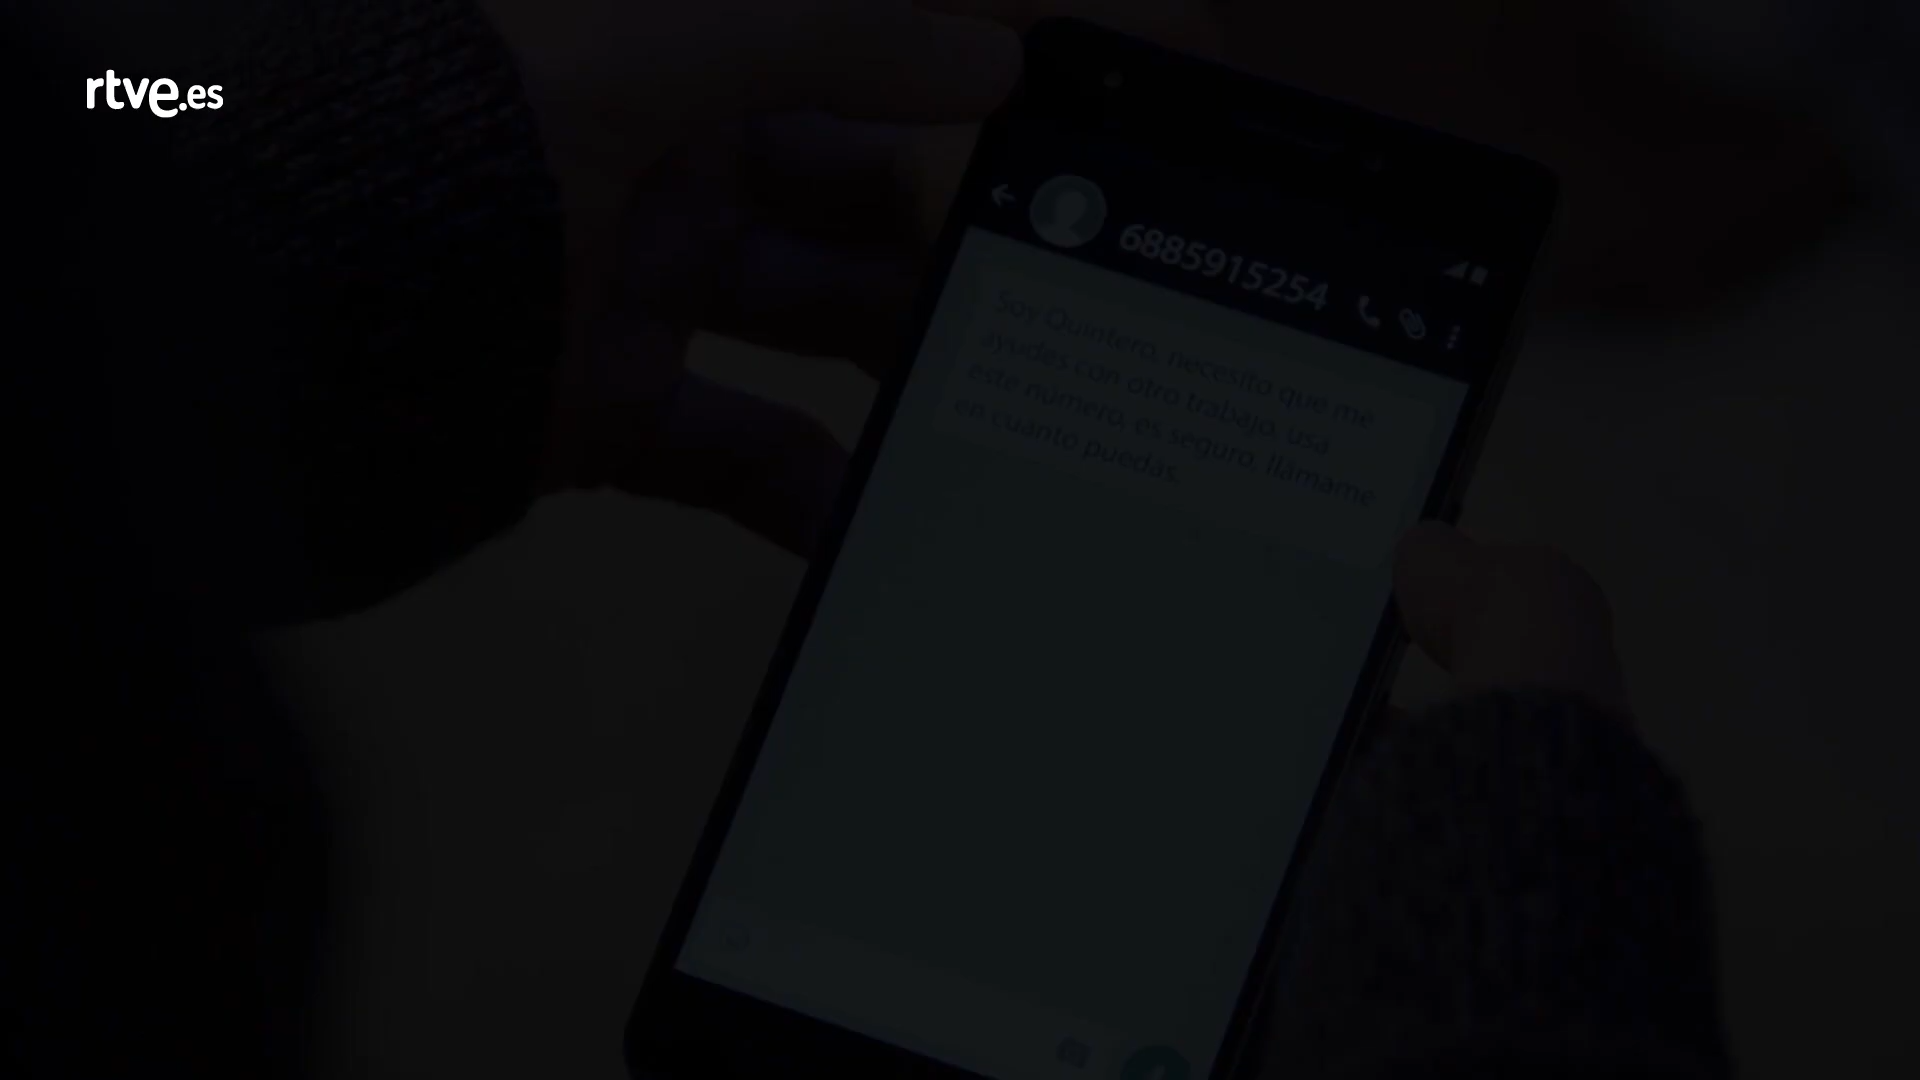 rtve.es
6885915254
Soy Quintero, necesito que me
ayudes con otro trabajo, usa
este número, es seguro, llámame
en cuanto puedas.